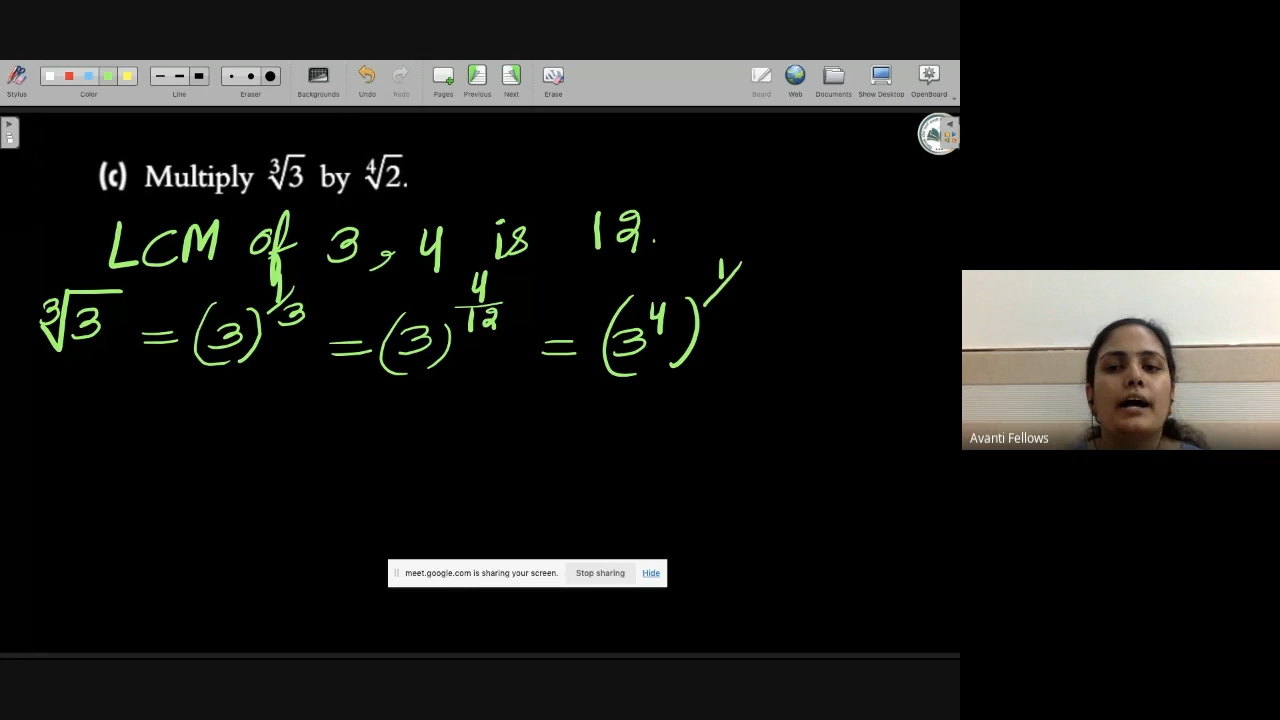 Stylus Color Line Eraser Backgrounds Undo Redo Pages Previous Next Erase Board Web Documents Show Desktop OpenBoard
(c) Multiply ∛3 by ∜2.
LCM of 3, 4 is 12.
∛3 = (3)^1/3 = (3)^4/12 = (3^4)^1/
Avanti Fellows
meet.google.com is sharing your screen. Stop sharing Hide